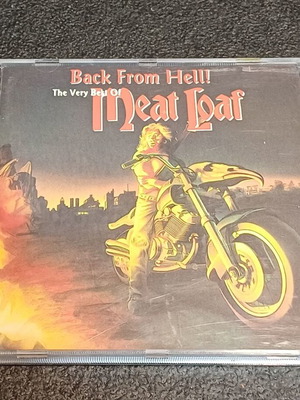 Back From Hell!
The Very Best Of
Meat Loaf